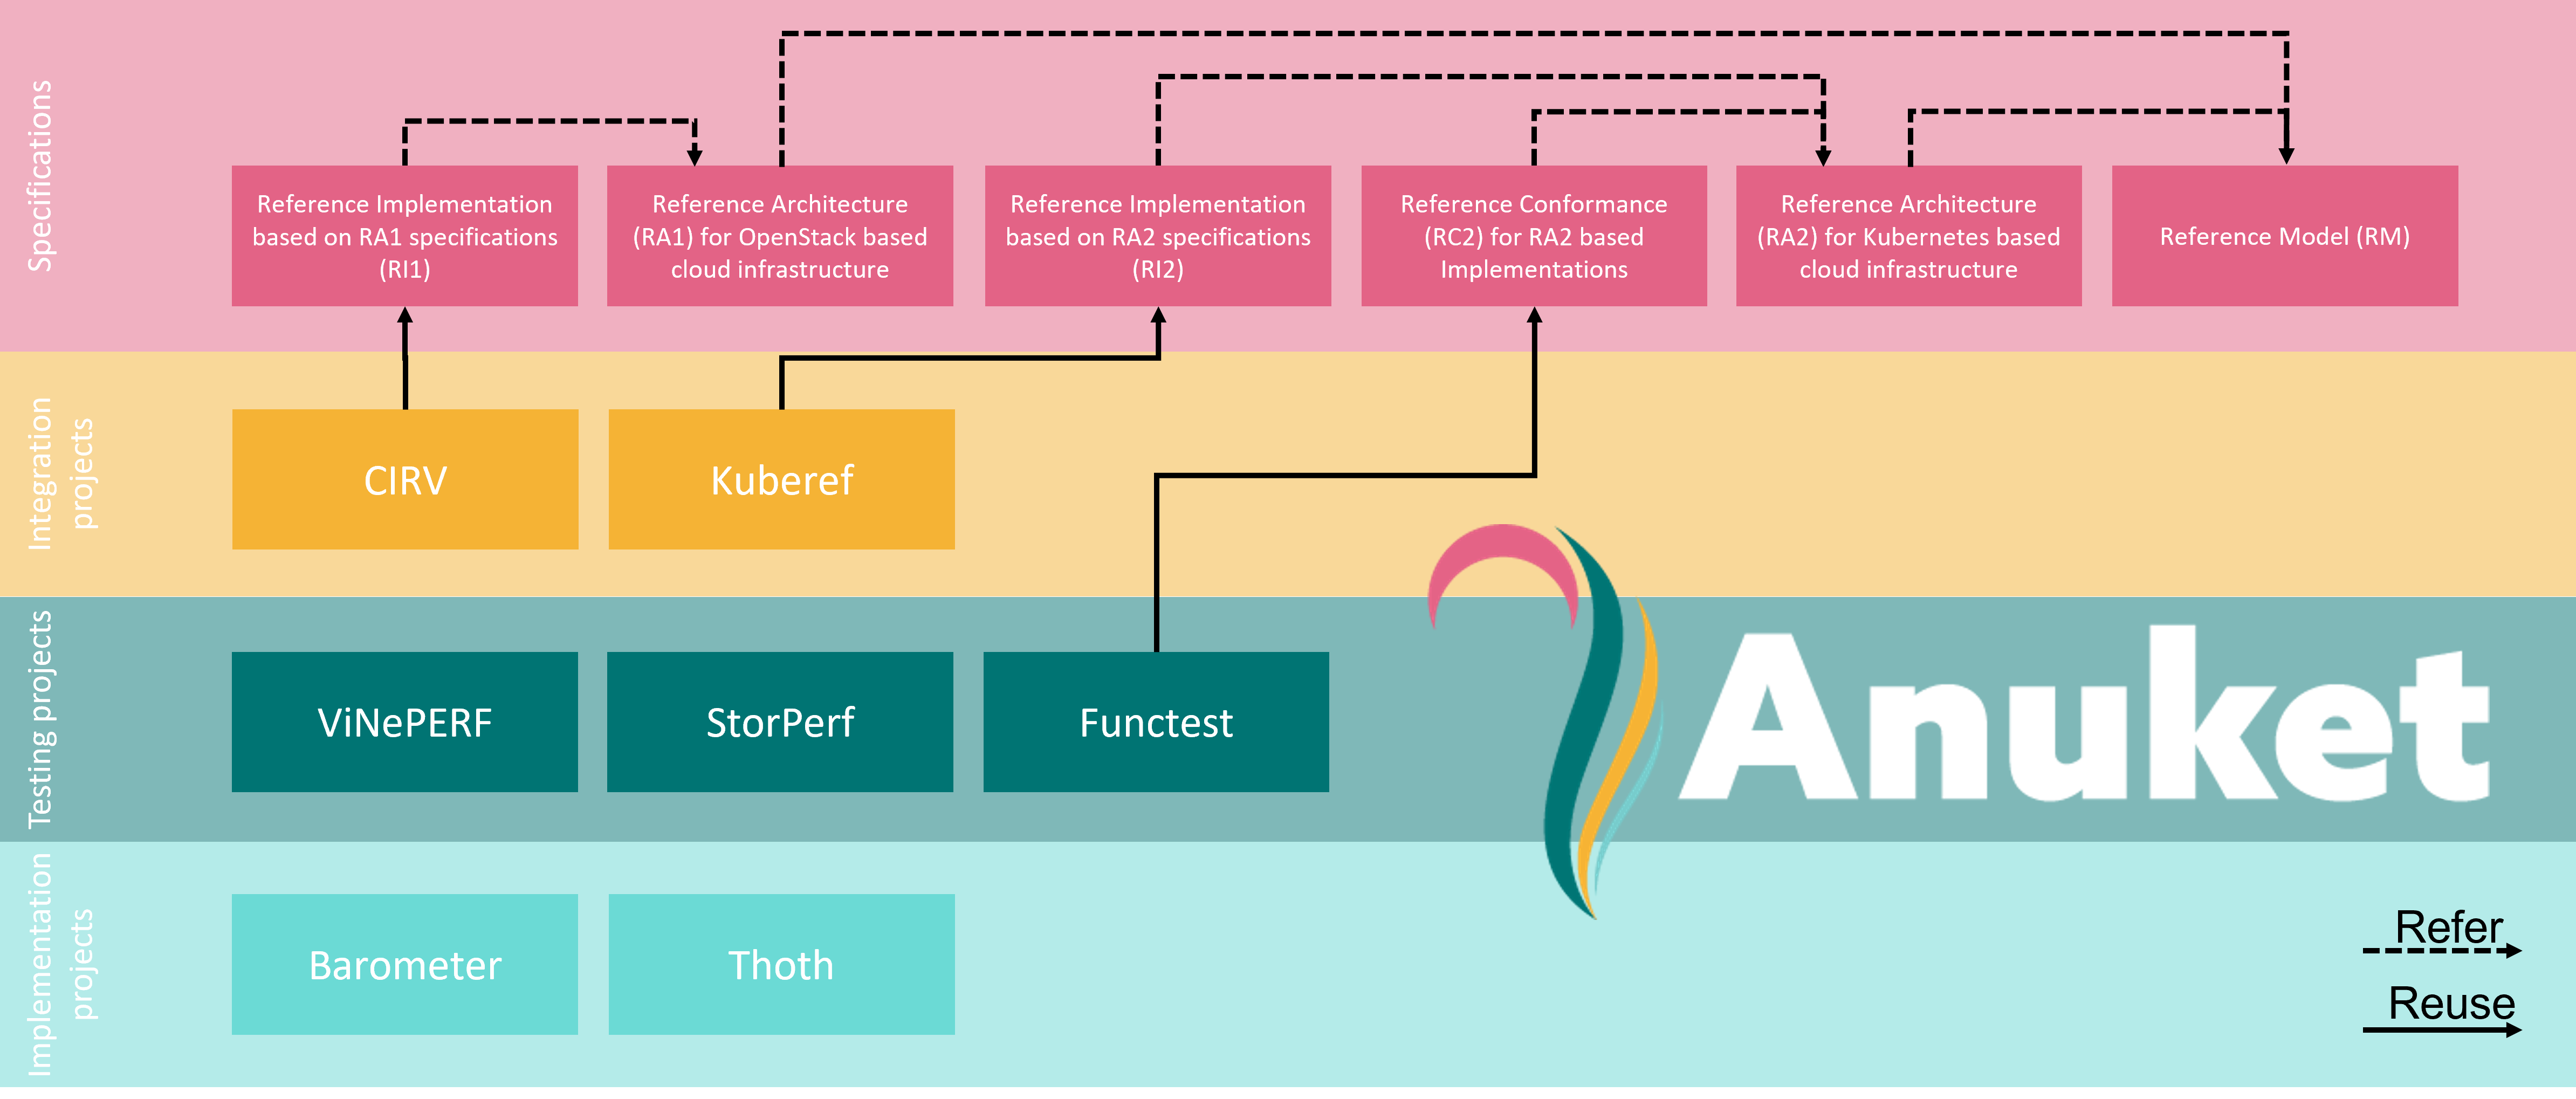 Specifications
Reference Implementation
based on RA1 specifications
(RI1)
Reference Architecture
(RA1) for OpenStack based
cloud infrastructure
Reference Implementation
based on RA2 specifications
(RI2)
Reference Conformance
(RC2) for RA2 based
Implementations
Reference Architecture
(RA2) for Kubernetes based
cloud infrastructure
Reference Model (RM)
Integration
projects
CIRV
Kuberef
Testing projects
ViNePERF
StorPerf
Functest
Anuket
Implementation
projects
Barometer
Thoth
Refer
Reuse